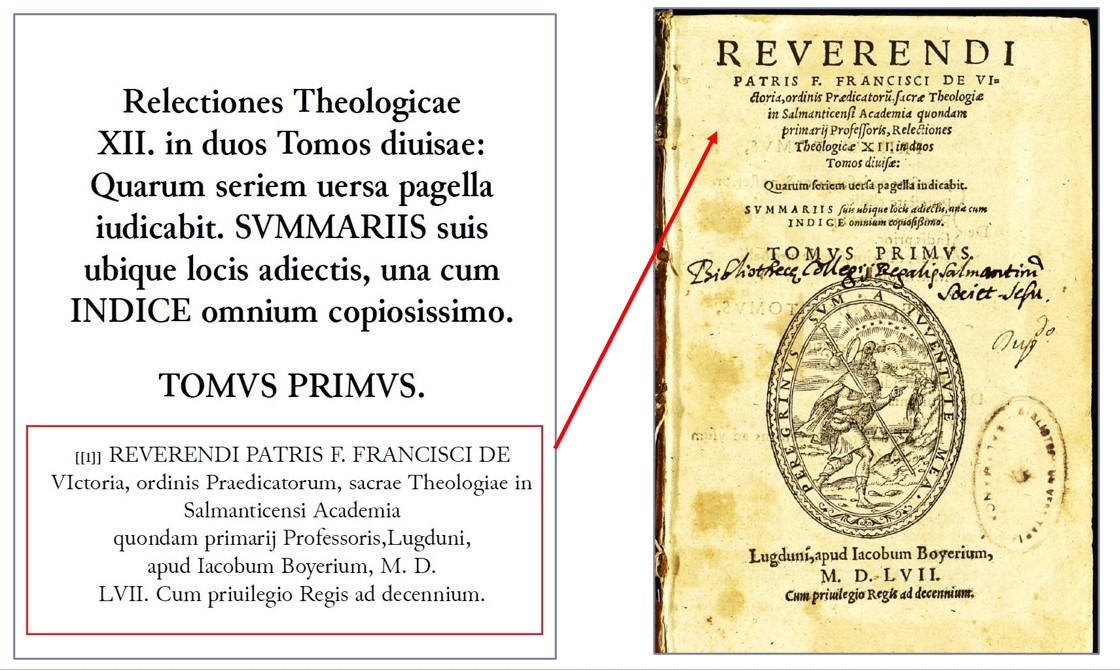 Relectiones Theologicae
XII. in duos Tomos diuisae:
Quarum seriem uersa pagella
iudicabit. SVMMARIIS suis
ubique locis adiectis, una cum
INDICE omnium copiosissimo.
TOMVS PRIMVS.
[[1]] REVERENDI PATRIS F. FRANCISCI DE
VIctoria, ordinis Praedicatorum, sacrae Theologiae in
Salmanticensi Academia
quondam primarij Professoris,Lugduni,
apud Iacobum Boyerium, M. D.
LVII. Cum priuilegio Regis ad decennium.
REVERENDI
PATRIS F. FRANCISCI DE VI=
ctoria, ordinis Prædicatorũ, sacræ Theologiæ
in Salmanticensi Academia quondam
primarij Professoris, Relectiones
Theologicæ XII. in duos
Tomos diuisæ:
Quarum seriem uersa pagella indicabit.
SVMMARIIS suis ubique locis adiectis, unà cum
INDICE omnium copiosissimo.
TOMVS PRIMVS.
Bibliothecę Collegij Regalis Salmantini
Societ. Jesu.
PEREGRINVS SVM A IVVENTVTE MEA.
Lugduni, apud Iacobum Boyerium,
M. D. LVII.
Cum priuilegio Regis ad decennium.